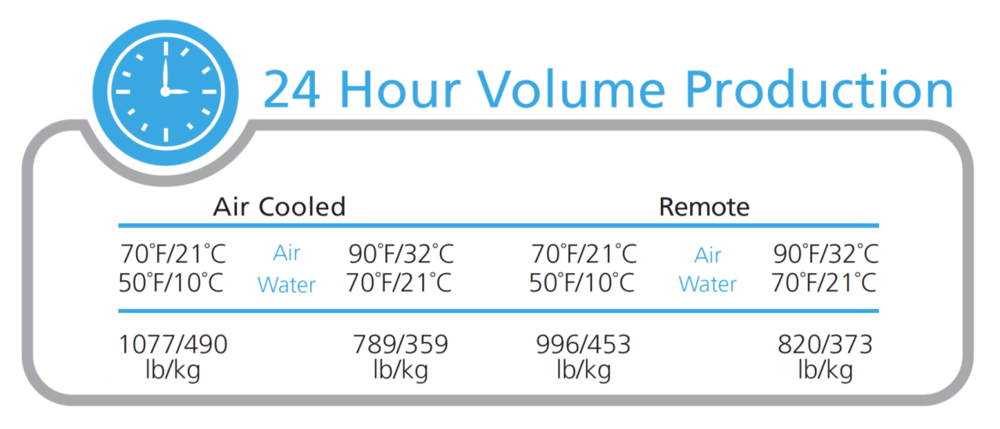 24 Hour Volume Production
Air Cooled Remote
70°F/21°C Air 90°F/32°C 70°F/21°C Air 90°F/32°C
50°F/10°C Water 70°F/21°C 50°F/10°C Water 70°F/21°C
1077/490 789/359 996/453 820/373
lb/kg lb/kg lb/kg lb/kg